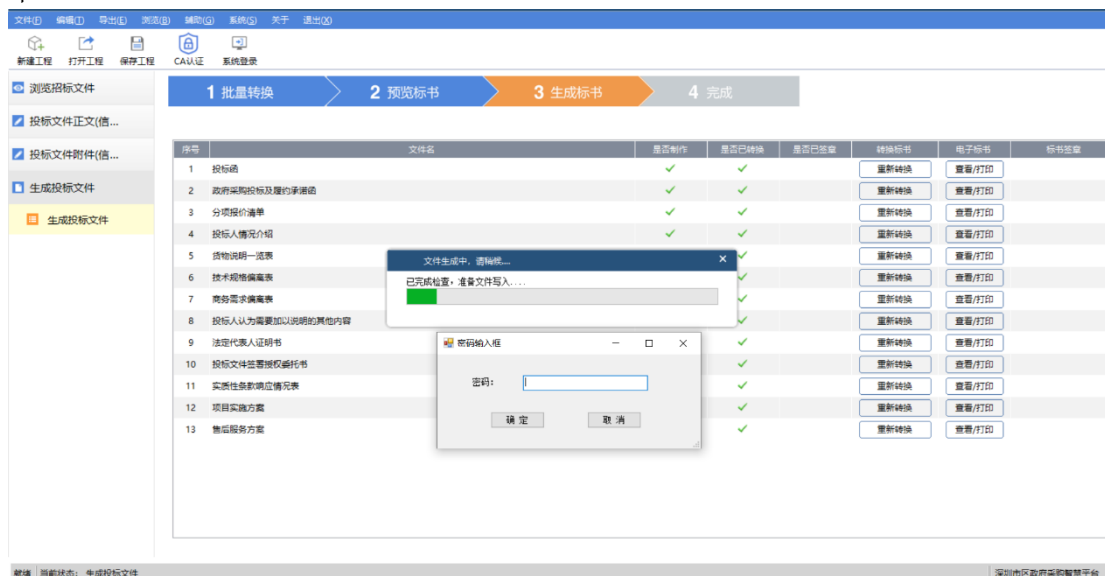 文件(F) 编辑(T) 导出(E) 浏览(B) 辅助(G) 系统(S) 关于 退出(X)
新建工程 打开工程 保存工程 CA认证 系统登录
浏览招标文件
投标文件正文(信...
投标文件附件(信...
生成投标文件
生成投标文件
1 批量转换 2 预览标书 3 生成标书 4 完成
序号 文件名 是否制作 是否已转换 是否已签章 转换标书 电子标书 标书签章
1 投标函 重新转换 查看/打印
2 政府采购投标及履约承诺函 重新转换 查看/打印
3 分项报价清单 重新转换 查看/打印
4 投标人情况介绍 重新转换 查看/打印
5 货物说明一览表 重新转换 查看/打印
6 技术规格偏离表 重新转换 查看/打印
7 商务需求偏离表 重新转换 查看/打印
8 投标人认为需要加以说明的其他内容 重新转换 查看/打印
9 法定代表人证明书 重新转换 查看/打印
10 投标文件签署授权委托书 重新转换 查看/打印
11 实质性条款响应情况表 重新转换 查看/打印
12 项目实施方案 重新转换 查看/打印
13 售后服务方案 重新转换 查看/打印
文件生成中, 请稍候....
已完成检查, 准备文件写入....
密码输入框
密码:
确 定 取 消
就绪 当前状态: 生成投标文件 深圳市区政府采购智慧平台